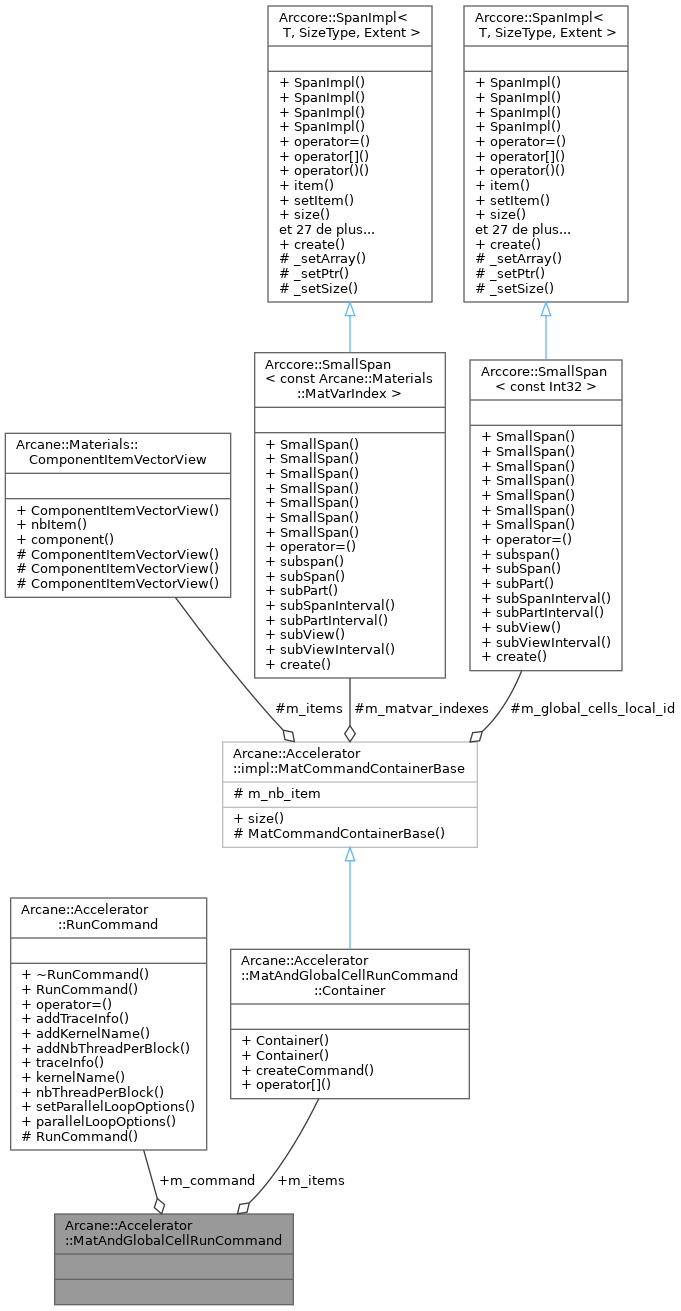 Arccore::SpanImpl<
T, SizeType, Extent >
+ SpanImpl()
+ SpanImpl()
+ SpanImpl()
+ SpanImpl()
+ operator=()
+ operator[]()
+ operator()()
+ item()
+ setItem()
+ size()
et 27 de plus...
+ create()
# _setArray()
# _setPtr()
# _setSize()
Arccore::SpanImpl<
T, SizeType, Extent >
+ SpanImpl()
+ SpanImpl()
+ SpanImpl()
+ SpanImpl()
+ operator=()
+ operator[]()
+ operator()()
+ item()
+ setItem()
+ size()
et 27 de plus...
+ create()
# _setArray()
# _setPtr()
# _setSize()
Arccore::SmallSpan
< const Arcane::Materials
::MatVarIndex >
+ SmallSpan()
+ SmallSpan()
+ SmallSpan()
+ SmallSpan()
+ SmallSpan()
+ SmallSpan()
+ SmallSpan()
+ operator=()
+ subspan()
+ subSpan()
+ subPart()
+ subSpanInterval()
+ subPartInterval()
+ subView()
+ subViewInterval()
+ create()
Arccore::SmallSpan
< const Int32 >
+ SmallSpan()
+ SmallSpan()
+ SmallSpan()
+ SmallSpan()
+ SmallSpan()
+ SmallSpan()
+ SmallSpan()
+ operator=()
+ subspan()
+ subSpan()
+ subPart()
+ subSpanInterval()
+ subPartInterval()
+ subView()
+ subViewInterval()
+ create()
Arcane::Materials::
ComponentItemVectorView
+ ComponentItemVectorView()
+ nbItem()
+ component()
# ComponentItemVectorView()
# ComponentItemVectorView()
# ComponentItemVectorView()
#m_items
#m_matvar_indexes
#m_global_cells_local_id
Arcane::Accelerator
::impl::MatCommandContainerBase
# m_nb_item
+ size()
# MatCommandContainerBase()
Arcane::Accelerator
::RunCommand
+ ~RunCommand()
+ RunCommand()
+ operator=()
+ addTraceInfo()
+ addKernelName()
+ addNbThreadPerBlock()
+ traceInfo()
+ kernelName()
+ nbThreadPerBlock()
+ setParallelLoopOptions()
+ parallelLoopOptions()
# RunCommand()
Arcane::Accelerator
::MatAndGlobalCellRunCommand
::Container
+ Container()
+ Container()
+ createCommand()
+ operator[]()
+m_command
+m_items
Arcane::Accelerator
::MatAndGlobalCellRunCommand